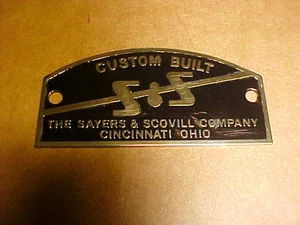 CUSTOM BUILT
S&S
THE SAYERS & SCOVILL COMPANY
CINCINNATI OHIO